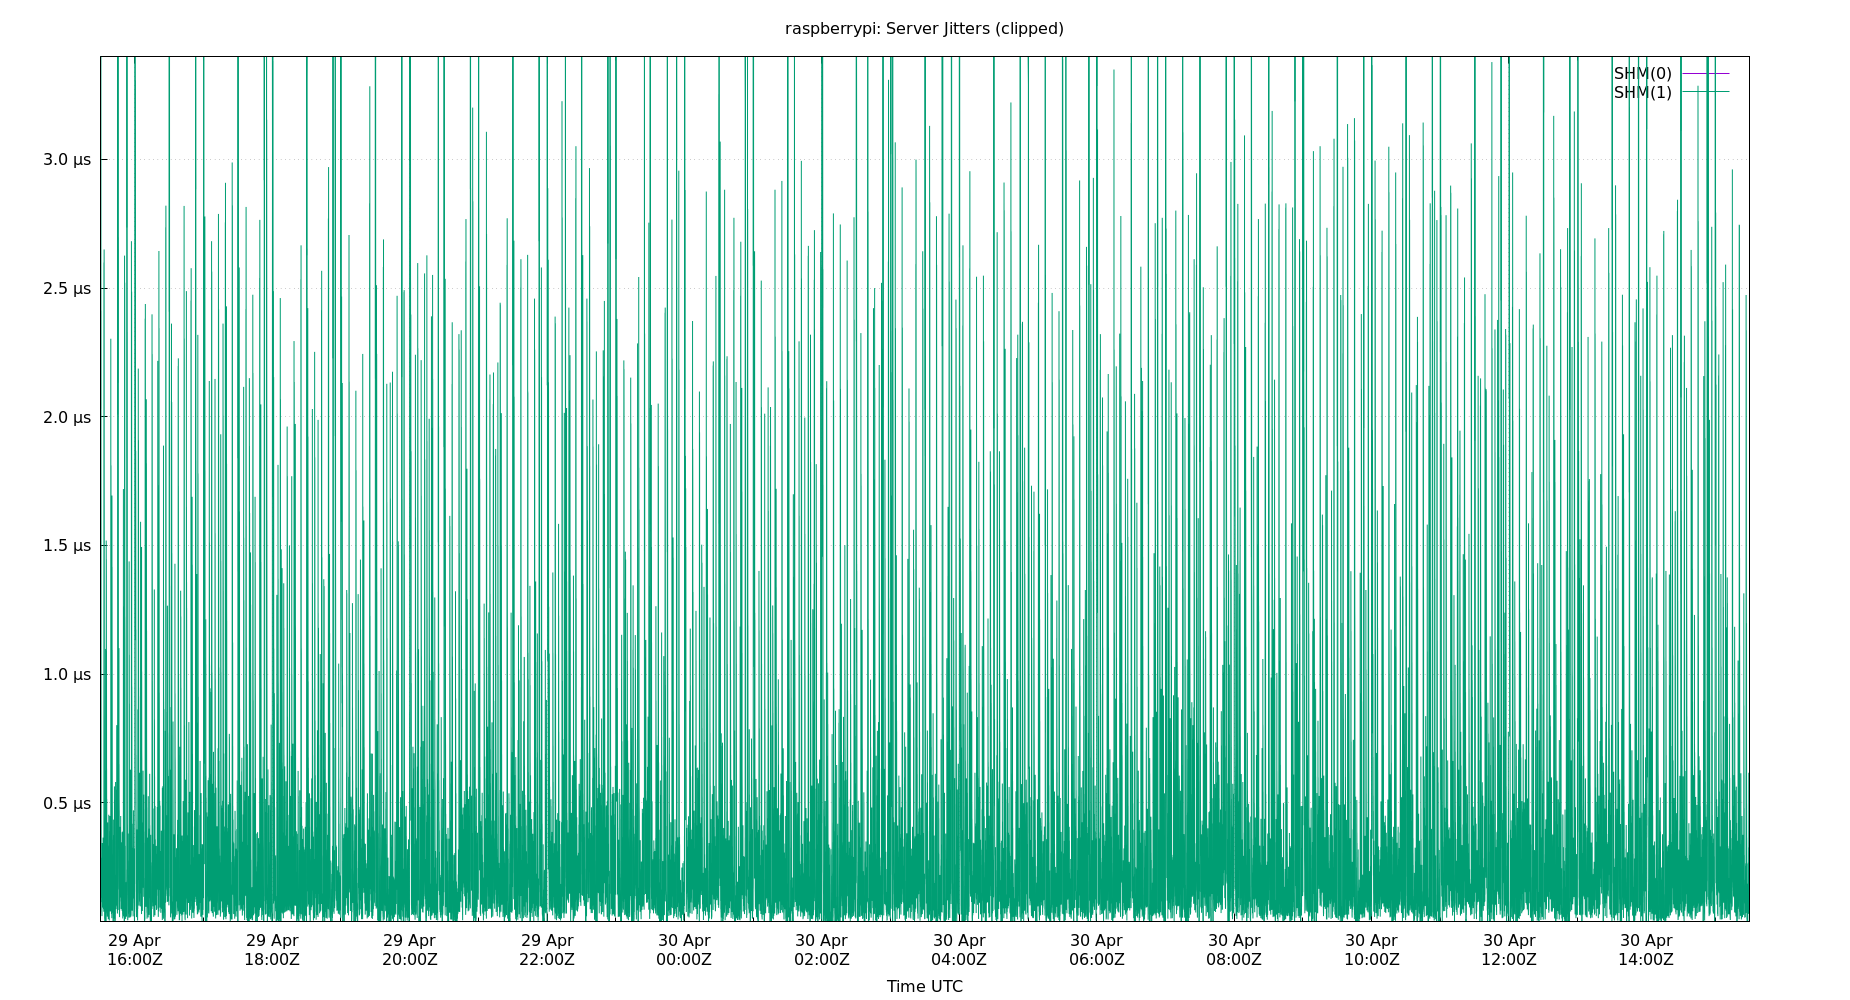 raspberrypi: Server Jitters (clipped)
SHM(0)
SHM(1)
3.0 µs
2.5 µs
2.0 µs
1.5 µs
1.0 µs
0.5 µs
29 Apr 29 Apr 29 Apr 29 Apr 30 Apr 30 Apr 30 Apr 30 Apr 30 Apr 30 Apr 30 Apr 30 Apr
16:00Z 18:00Z 20:00Z 22:00Z 00:00Z 02:00Z 04:00Z 06:00Z 08:00Z 10:00Z 12:00Z 14:00Z
Time UTC